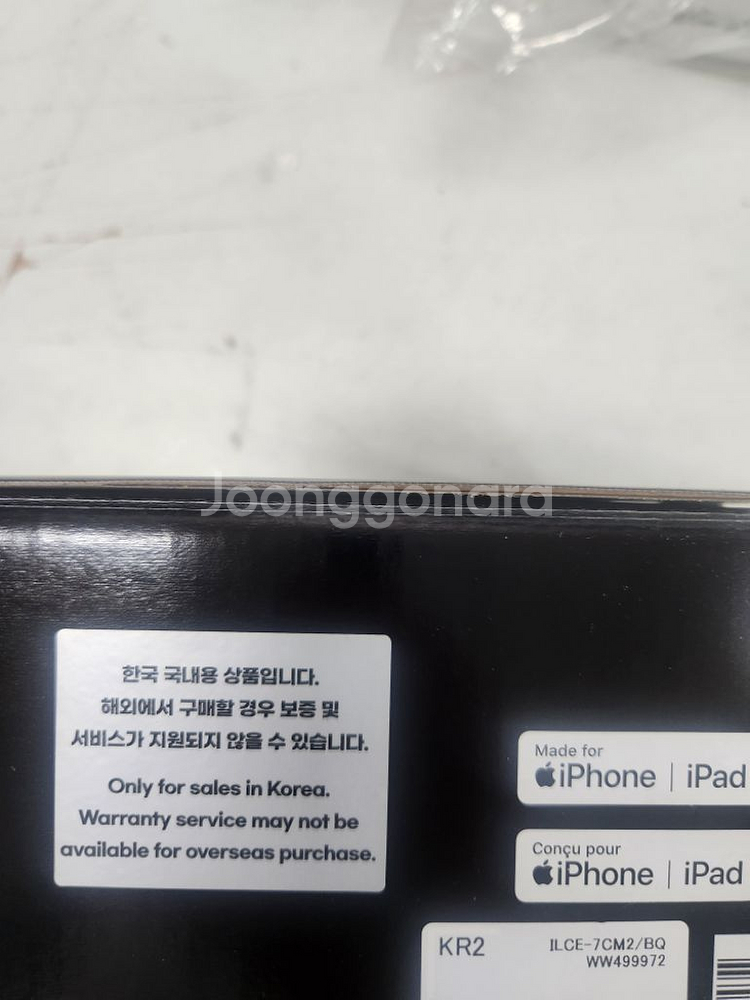 Joonggonara
한국 국내용 상품입니다.
해외에서 구매할 경우 보증 및
서비스가 지원되지 않을 수 있습니다.
Only for sales in Korea.
Warranty service may not be
available for overseas purchase.
Made for
iPhone | iPad
Conçu pour
iPhone | iPad
KR2
ILCE-7CM2/BQ
WW499972